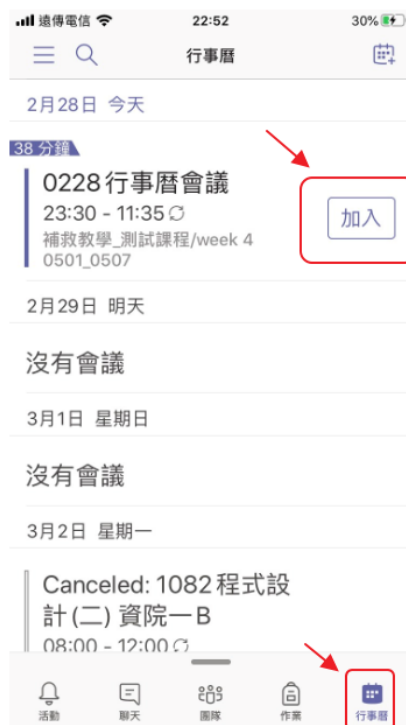 遠傳電信 22:52 30%
行事曆
2月28日 今天
38 分鐘
0228 行事曆會議
23:30 - 11:35
加入
補救教學_測試課程/week 4
0501_0507
2月29日 明天
沒有會議
3月1日 星期日
沒有會議
3月2日 星期一
Canceled: 1082 程式設
計 (二) 資院一 B
08:00 - 12:00
活動 聊天 團隊 作業 行事曆